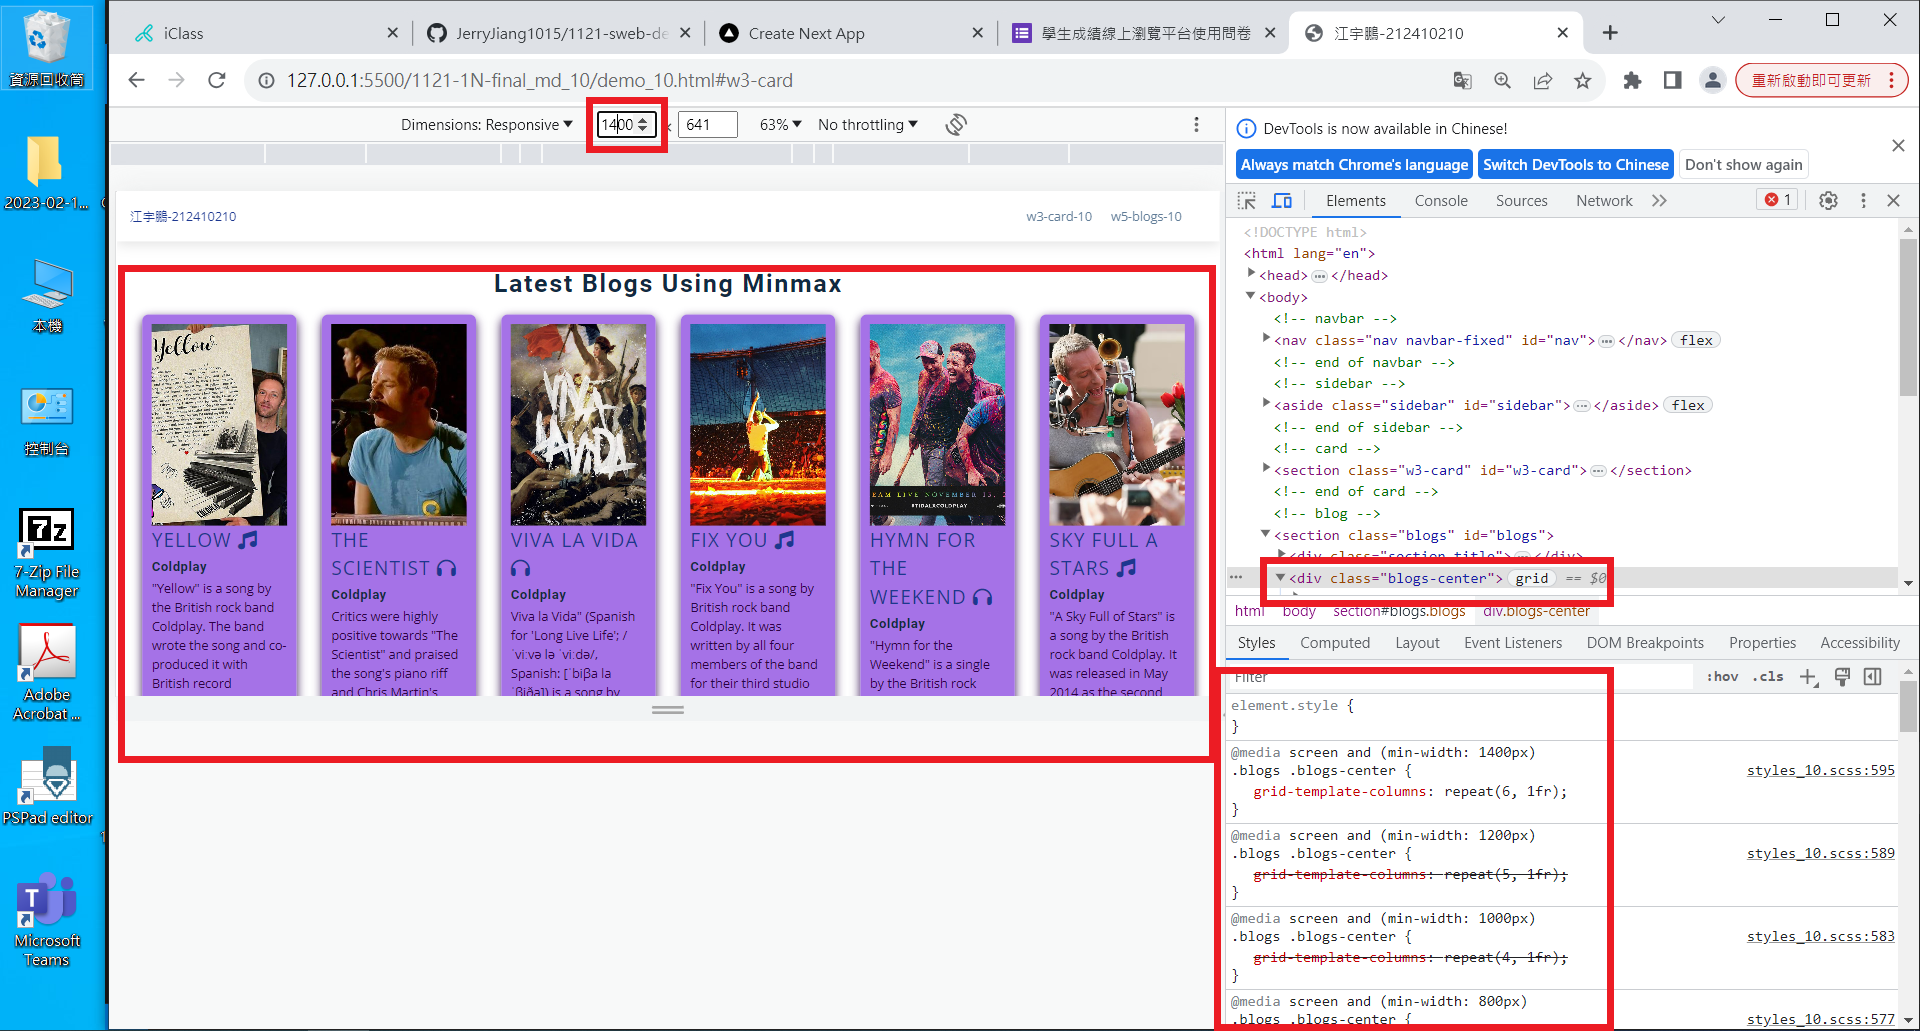 資源回收筒
2023-02-1...
本機
控制台
7-Zip File
Manager
Adobe
Acrobat ...
PSPad editor
Microsoft
Teams
iClass
JerryJiang1015/1121-sweb-de
Create Next App
學生成績線上瀏覽平台使用問卷
江宇鵬-212410210
127.0.0.1:5500/1121-1N-final_md_10/demo_10.html#w3-card
重新啟動即可更新
Dimensions: Responsive
1400
641
63%
No throttling
江宇鵬-212410210
w3-card-10
w5-blogs-10
Latest Blogs Using Minmax
Yellow
YELLOW
Coldplay
"Yellow" is a song by
the British rock band
Coldplay. The band
wrote the song and co-
produced it with
British record
THE
SCIENTIST
Coldplay
Critics were highly
positive towards "The
Scientist" and praised
the song's piano riff
and Chris Martin's
VIVA LA VIDA
VIVA LA VIDA
Coldplay
Viva la Vida" (Spanish
for 'Long Live Life'; /
ˈviːvə lə ˈviːdə/,
Spanish: [ˈbiβa la
ˈβiða]) is a song by
FIX YOU
Coldplay
"Fix You" is a song by
British rock band
Coldplay. It was
written by all four
members of the band
for their third studio
EAM LIVE NOVEMBER 15,
#TIDALXCOLDPLAY
HYMN FOR
THE
WEEKEND
Coldplay
"Hymn for the
Weekend" is a single
by the British rock
SKY FULL A
STARS
Coldplay
"A Sky Full of Stars" is
a song by the British
rock band Coldplay. It
was released in May
2014 as the second
DevTools is now available in Chinese!
Always match Chrome's language
Switch DevTools to Chinese
Don't show again
Elements
Console
Sources
Network
1
<!DOCTYPE html>
<html lang="en">
<head> ... </head>
<body>
<!-- navbar -->
<nav class="nav navbar-fixed" id="nav"> ... </nav> flex
<!-- end of navbar -->
<!-- sidebar -->
<aside class="sidebar" id="sidebar"> ... </aside> flex
<!-- end of sidebar -->
<!-- card -->
<section class="w3-card" id="w3-card"> ... </section>
<!-- end of card -->
<!-- blog -->
<section class="blogs" id="blogs">
<div class="section-title"> ... </div>
<div class="blogs-center"> grid == $0
html body section#blogs.blogs div.blogs-center
Styles
Computed
Layout
Event Listeners
DOM Breakpoints
Properties
Accessibility
Filter
:hov
.cls
element.style {
}
@media screen and (min-width: 1400px)
.blogs .blogs-center { styles_10.scss:595
grid-template-columns: repeat(6, 1fr);
}
@media screen and (min-width: 1200px)
.blogs .blogs-center { styles_10.scss:589
grid-template-columns: repeat(5, 1fr);
}
@media screen and (min-width: 1000px)
.blogs .blogs-center { styles_10.scss:583
grid-template-columns: repeat(4, 1fr);
}
@media screen and (min-width: 800px)
.blogs .blogs-center { styles_10.scss:577